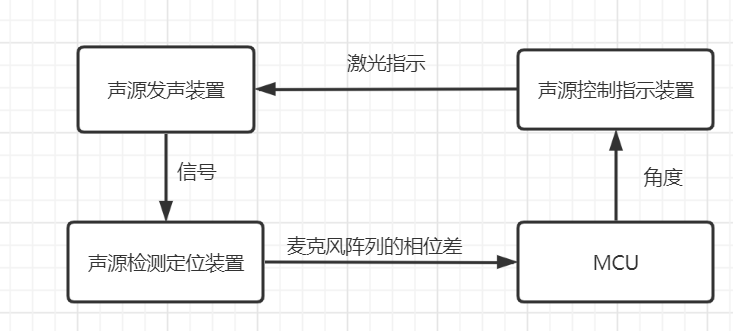 激光指示
声源发声装置
声源控制指示装置
信号
角度
麦克风阵列的相位差
声源检测定位装置
MCU